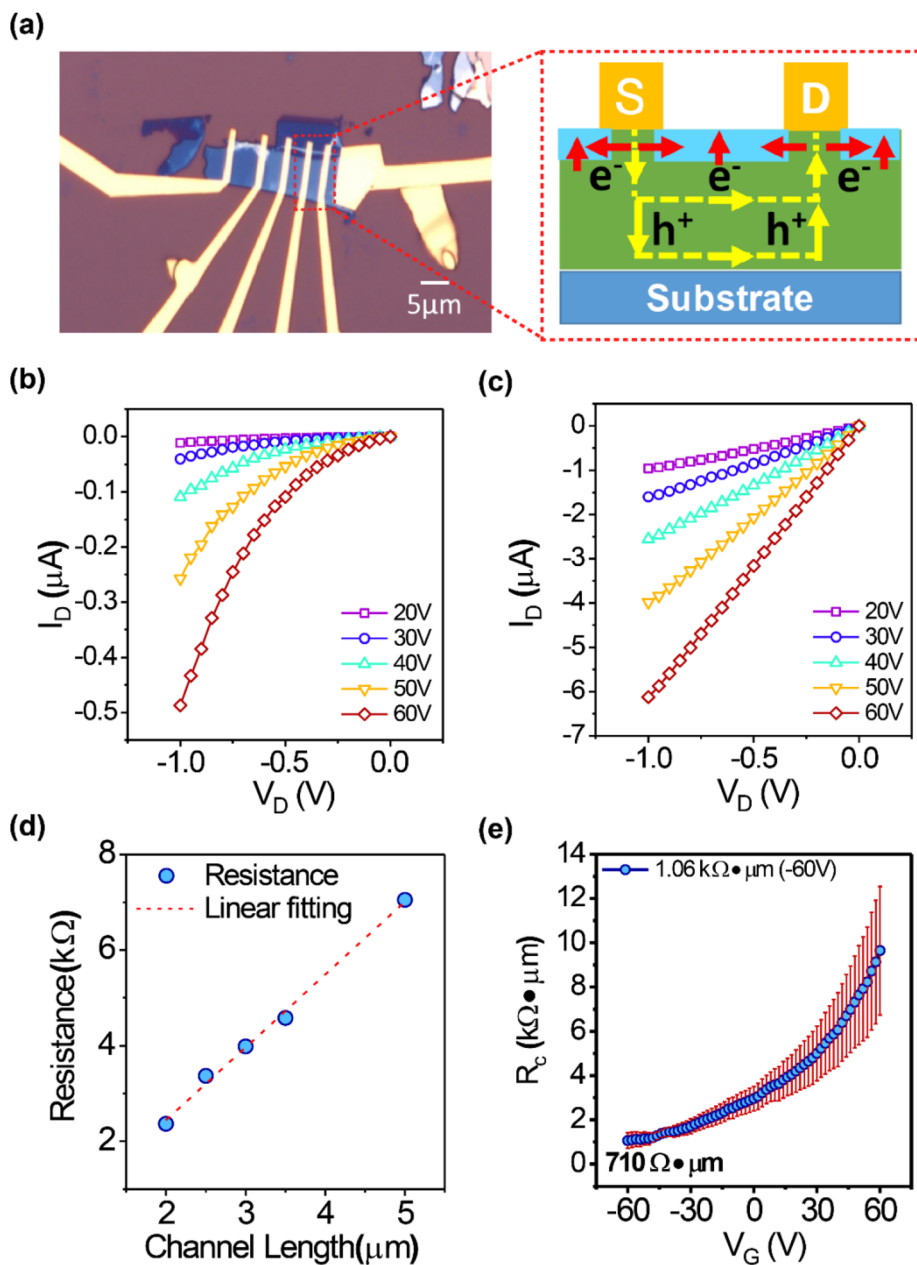 (a)
S
D
e-
e-
e-
h+
h+
Substrate
5μm
(b)
(c)
0.0
-0.1
-0.2
-0.3
-0.4
-0.5
I_D (μA)
20V
30V
40V
50V
60V
-1.0
-0.5
0.0
V_D (V)
0
-1
-2
-3
-4
-5
-6
-7
I_D (μA)
20V
30V
40V
50V
60V
-1.0
-0.5
0.0
V_D (V)
(d)
(e)
8
6
4
2
Resistance(kΩ)
Resistance
Linear fitting
2
3
4
5
Channel Length(μm)
14
12
10
8
6
4
2
0
R_c (kΩ•μm)
1.06 kΩ•μm (-60V)
710 Ω•μm
-60
-30
0
30
60
V_G (V)